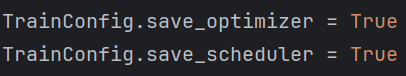 TrainConfig.save_optimizer = True
TrainConfig.save_scheduler = True